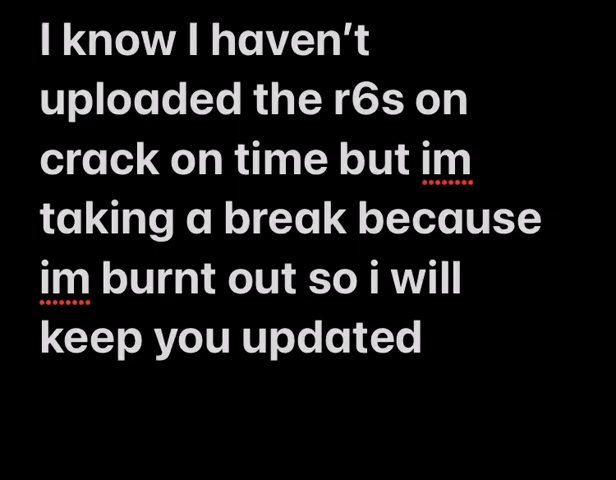 I know I haven’t
uploaded the r6s on
crack on time but im
taking a break because
im burnt out so i will
keep you updated